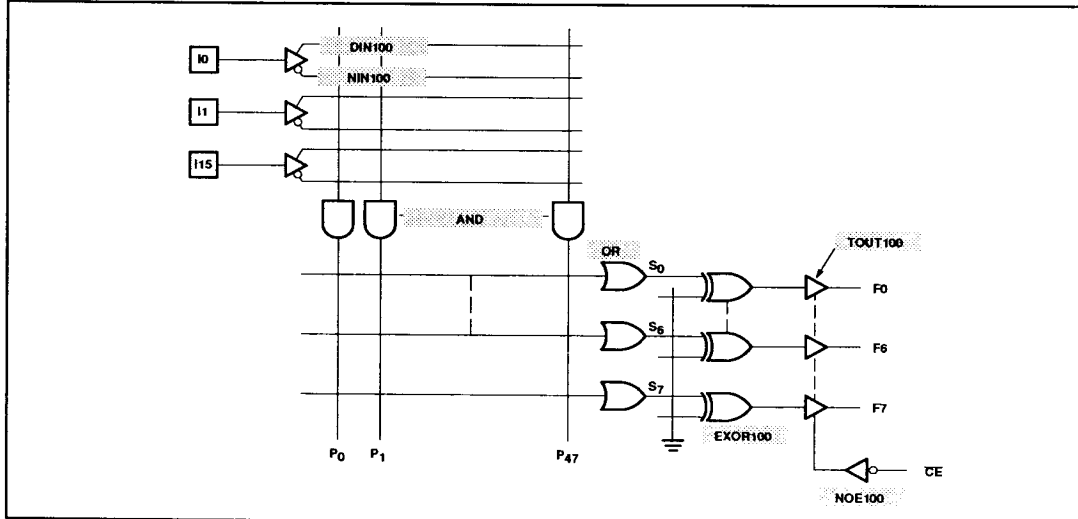 I0
DIN100
NIN100
I1
I15
AND
OR
TOUT100
S0
F0
S6
F6
S7
F7
EXOR100
P0 P1 P47
CE
NOE100